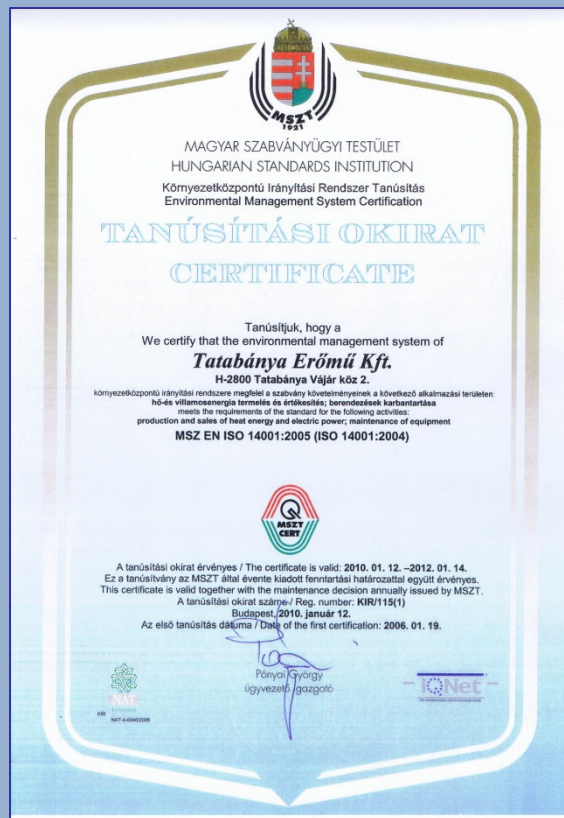 MSZT
1921
MAGYAR SZABVÁNYÜGYI TESTÜLET
HUNGARIAN STANDARDS INSTITUTION
Környezetközpontú Irányítási Rendszer Tanúsítás
Environmental Management System Certification
TANÚSÍTÁSI OKIRAT
CERTIFICATE
Tanúsítjuk, hogy a
We certify that the environmental management system of
Tatabánya Erőmű Kft.
H-2800 Tatabánya Vájár köz 2.
környezetközpontú irányítási rendszere megfelel a szabvány követelményeinek a következő alkalmazási területen:
hő-és villamosenergia termelés és értékesítés; berendezések karbantartása
meets the requirements of the standard for the following activities:
production and sales of heat energy and electric power; maintenance of equipment
MSZ EN ISO 14001:2005 (ISO 14001:2004)
Q
MSZT
CERT
A tanúsítási okirat érvényes / The certificate is valid: 2010. 01. 12. –2012. 01. 14.
Ez a tanúsítvány az MSZT által évente kiadott fenntartási határozattal együtt érvényes.
This certificate is valid together with the maintenance decision annually issued by MSZT.
A tanúsítási okirat száma / Reg. number: KIR/115(1)
Budapest, 2010. január 12.
Az első tanúsítás dátuma / Date of the first certification: 2006. 01. 19.
Pónyai György
ügyvezető igazgató
NAT
KIR
NAT-4-0046/2006
IQNet